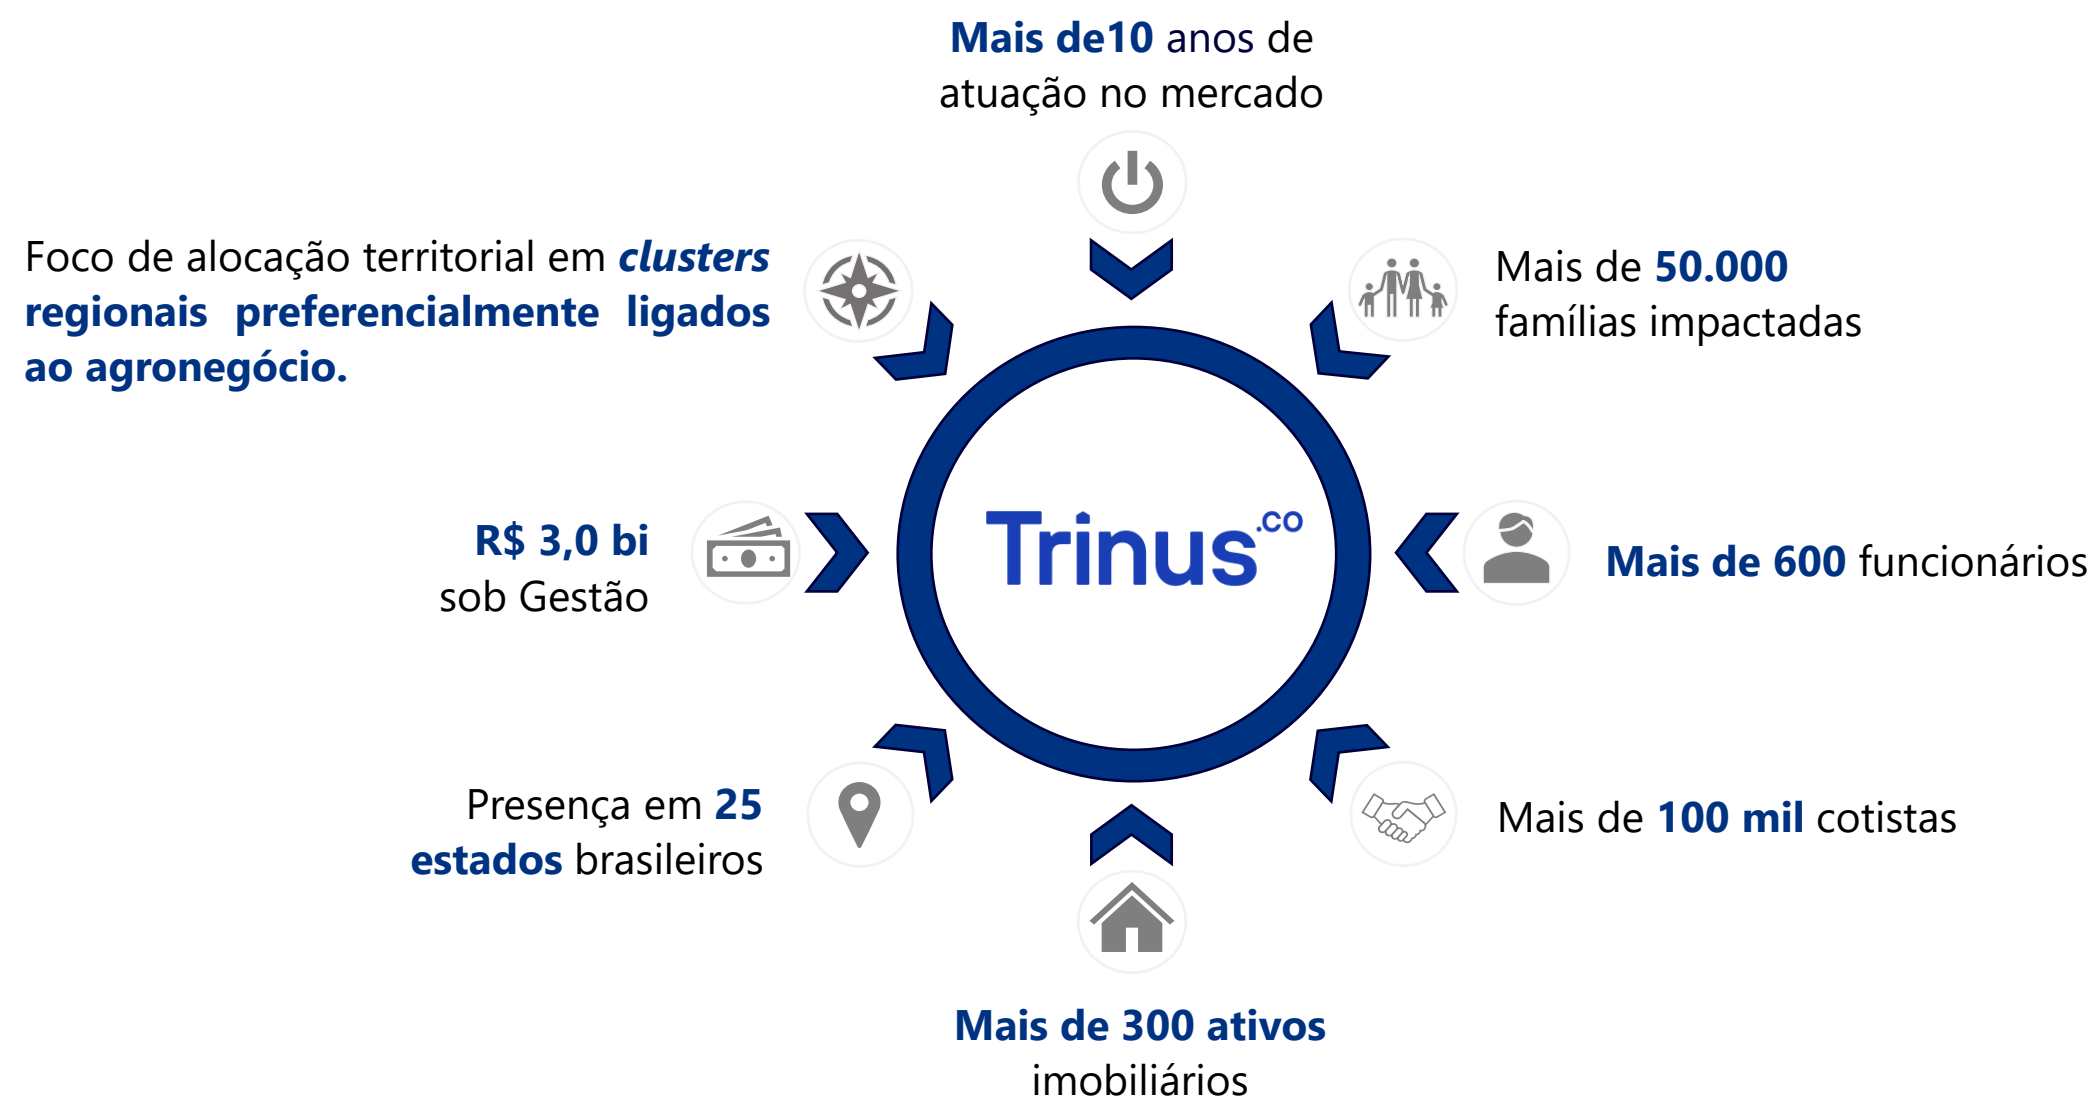 Mais de10 anos de
atuação no mercado
Foco de alocação territorial em clusters
regionais preferencialmente ligados
ao agronegócio.
Mais de 50.000
famílias impactadas
R$ 3,0 bi
sob Gestão
Trinus.co
Mais de 600 funcionários
Presença em 25
estados brasileiros
Mais de 100 mil cotistas
Mais de 300 ativos
imobiliários